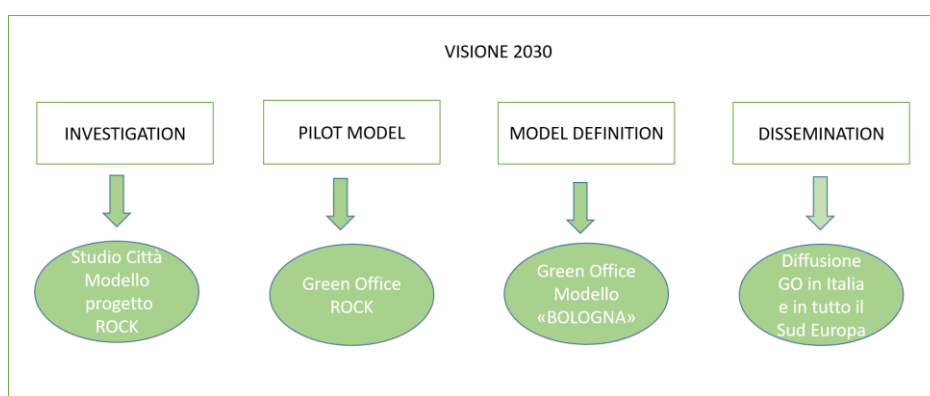 VISIONE 2030
INVESTIGATION
PILOT MODEL
MODEL DEFINITION
DISSEMINATION
Studio Città
Modello
progetto
ROCK
Green Office
ROCK
Green Office
Modello
«BOLOGNA»
Diffusione
GO in Italia
e in tutto il
Sud Europa